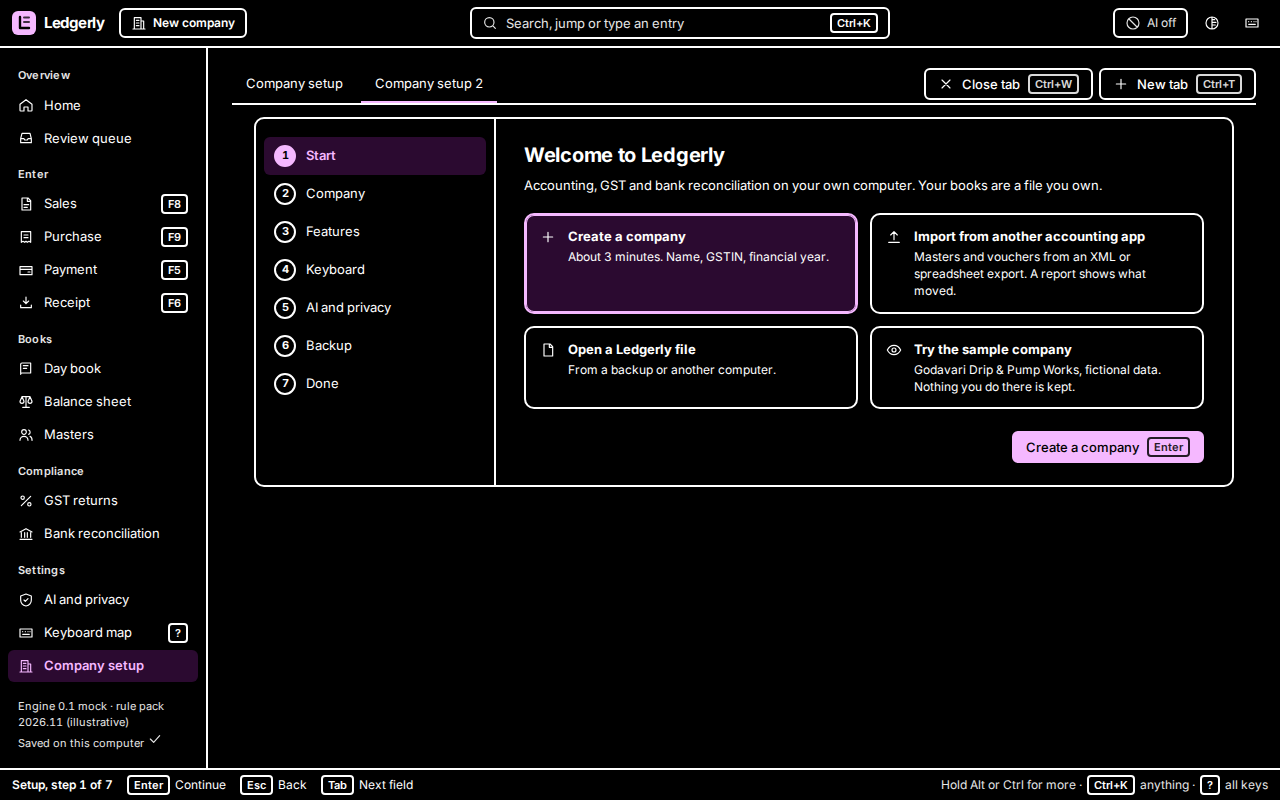 Ledgerly
New company
Search, jump or type an entry
Ctrl+K
AI off
Overview
Home
Review queue
Enter
Sales F8
Purchase F9
Payment F5
Receipt F6
Books
Day book
Balance sheet
Masters
Compliance
GST returns
Bank reconciliation
Settings
AI and privacy
Keyboard map ?
Company setup
Engine 0.1 mock · rule pack
2026.11 (illustrative)
Saved on this computer
Company setup
Company setup 2
Close tab Ctrl+W
New tab Ctrl+T
1 Start
2 Company
3 Features
4 Keyboard
5 AI and privacy
6 Backup
7 Done
Welcome to Ledgerly
Accounting, GST and bank reconciliation on your own computer. Your books are a file you own.
Create a company
About 3 minutes. Name, GSTIN, financial year.
Import from another accounting app
Masters and vouchers from an XML or
spreadsheet export. A report shows what
moved.
Open a Ledgerly file
From a backup or another computer.
Try the sample company
Godavari Drip & Pump Works, fictional data.
Nothing you do there is kept.
Create a company Enter
Setup, step 1 of 7 Enter Continue Esc Back Tab Next field
Hold Alt or Ctrl for more · Ctrl+K anything · ? all keys